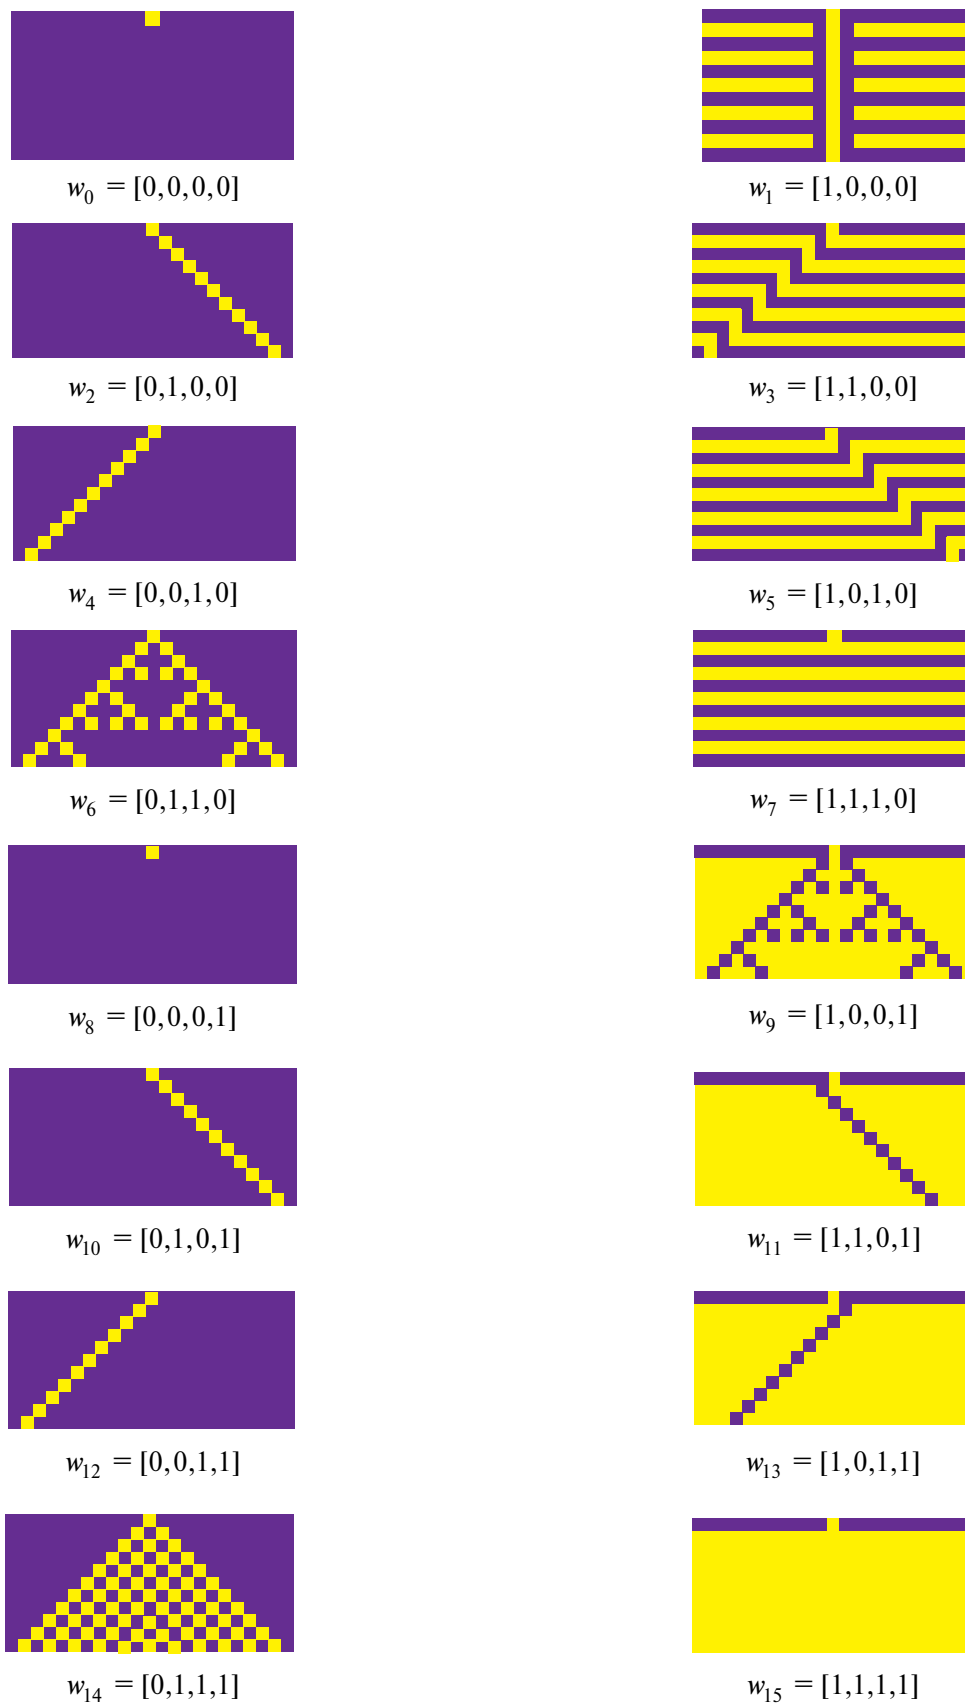 w₀ = [0,0,0,0]
w₁ = [1,0,0,0]
w₂ = [0,1,0,0]
w₃ = [1,1,0,0]
w₄ = [0,0,1,0]
w₅ = [1,0,1,0]
w₆ = [0,1,1,0]
w₇ = [1,1,1,0]
w₈ = [0,0,0,1]
w₉ = [1,0,0,1]
w₁₀ = [0,1,0,1]
w₁₁ = [1,1,0,1]
w₁₂ = [0,0,1,1]
w₁₃ = [1,0,1,1]
w₁₄ = [0,1,1,1]
w₁₅ = [1,1,1,1]